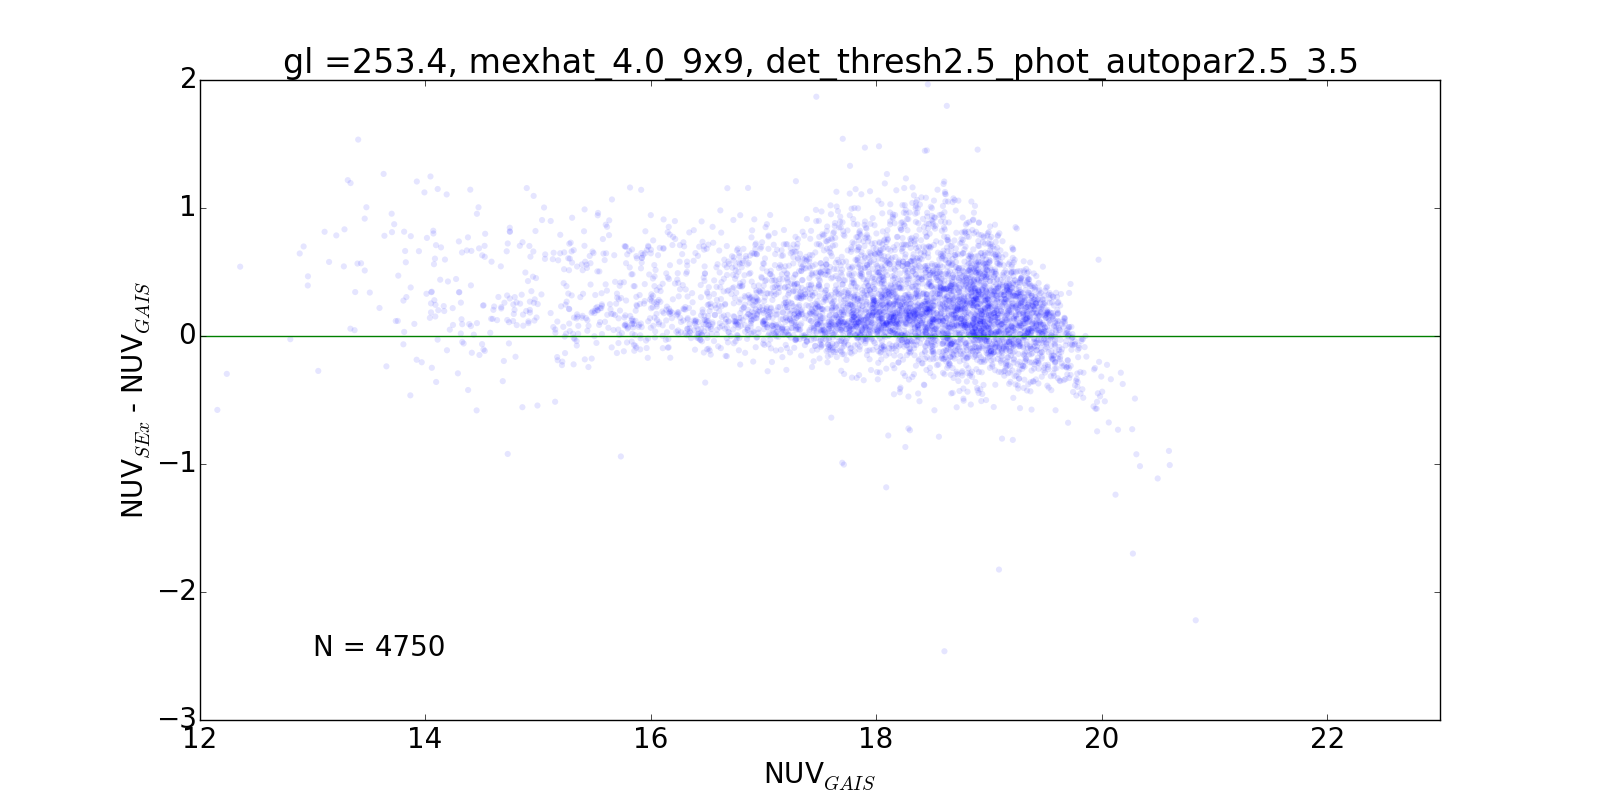 gl =253.4, mexhat_4.0_9x9, det_thresh2.5_phot_autopar2.5_3.5
2
1
0
−1
−2
−3
NUV_SEx - NUV_GAIS
N = 4750
12 14 16 18 20 22
NUV_GAIS